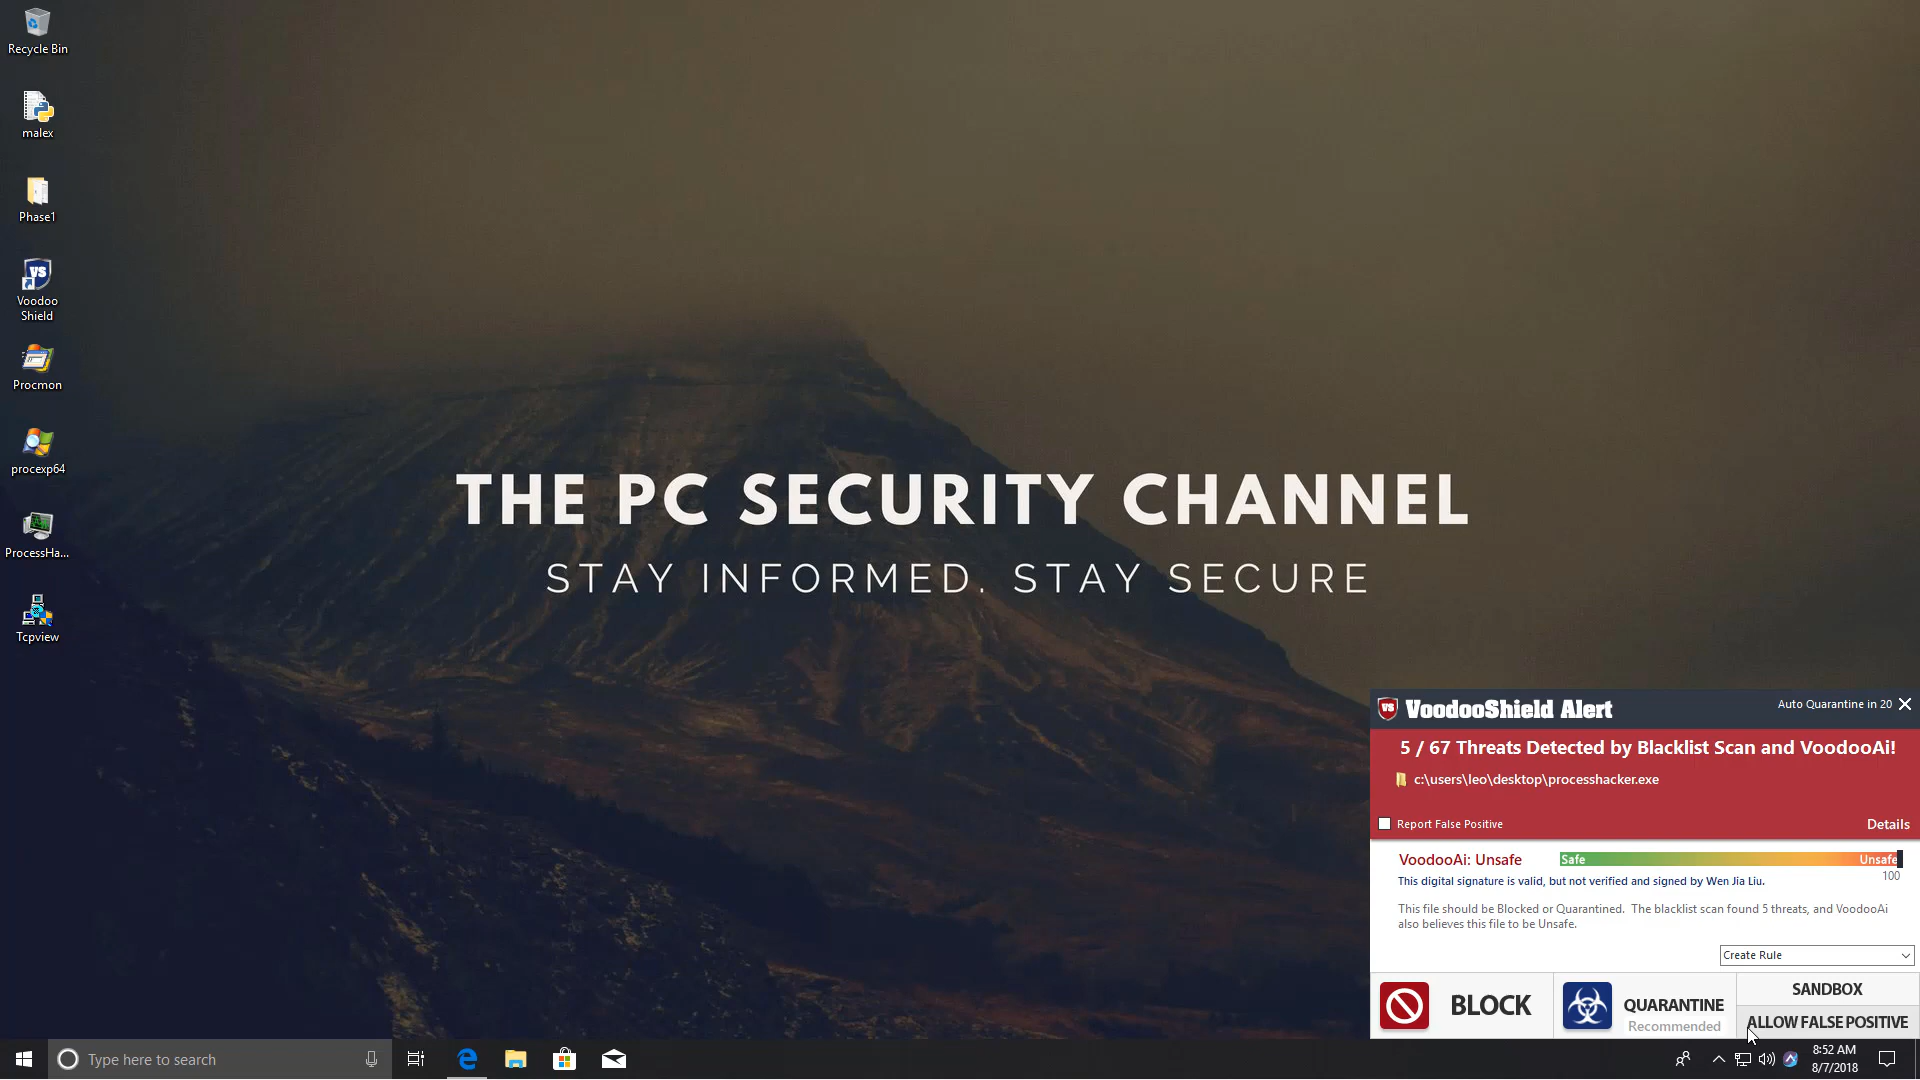 Recycle Bin
malex
Phase1
VS
Voodoo
Shield
Procmon
procexp64
ProcessHa...
Tcpview
THE PC SECURITY CHANNEL
STAY INFORMED. STAY SECURE
VS VoodooShield Alert
Auto Quarantine in 20
5 / 67 Threats Detected by Blacklist Scan and VoodooAi!
c:\users\leo\desktop\processhacker.exe
Report False Positive
Details
VoodooAi: Unsafe
Safe
Unsafe
100
This digital signature is valid, but not verified and signed by Wen Jia Liu.
This file should be Blocked or Quarantined. The blacklist scan found 5 threats, and VoodooAi
also believes this file to be Unsafe.
Create Rule
BLOCK
QUARANTINE
Recommended
SANDBOX
ALLOW FALSE POSITIVE
Type here to search
8:52 AM
8/7/2018